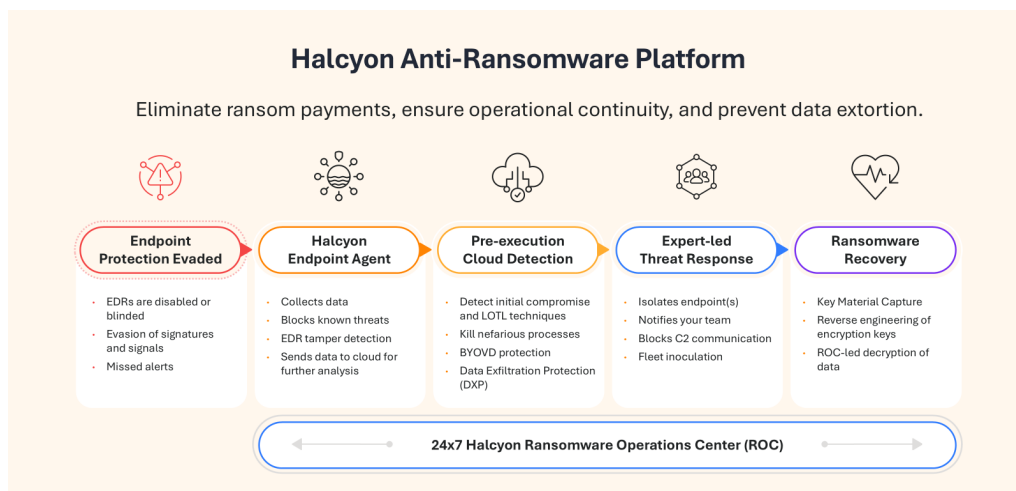 Halcyon Anti-Ransomware Platform
Eliminate ransom payments, ensure operational continuity, and prevent data extortion.
Endpoint
Protection Evaded
• EDRs are disabled or
blinded
• Evasion of signatures
and signals
• Missed alerts
Halcyon
Endpoint Agent
• Collects data
• Blocks known threats
• EDR tamper detection
• Sends data to cloud for
further analysis
Pre-execution
Cloud Detection
• Detect initial compromise
and LOTL techniques
• Kill nefarious processes
• BYOVD protection
• Data Exfiltration Protection
(DXP)
Expert-led
Threat Response
• Isolates endpoint(s)
• Notifies your team
• Blocks C2 communication
• Fleet inoculation
Ransomware
Recovery
• Key Material Capture
• Reverse engineering of
encryption keys
• ROC-led decryption of
data
24x7 Halcyon Ransomware Operations Center (ROC)